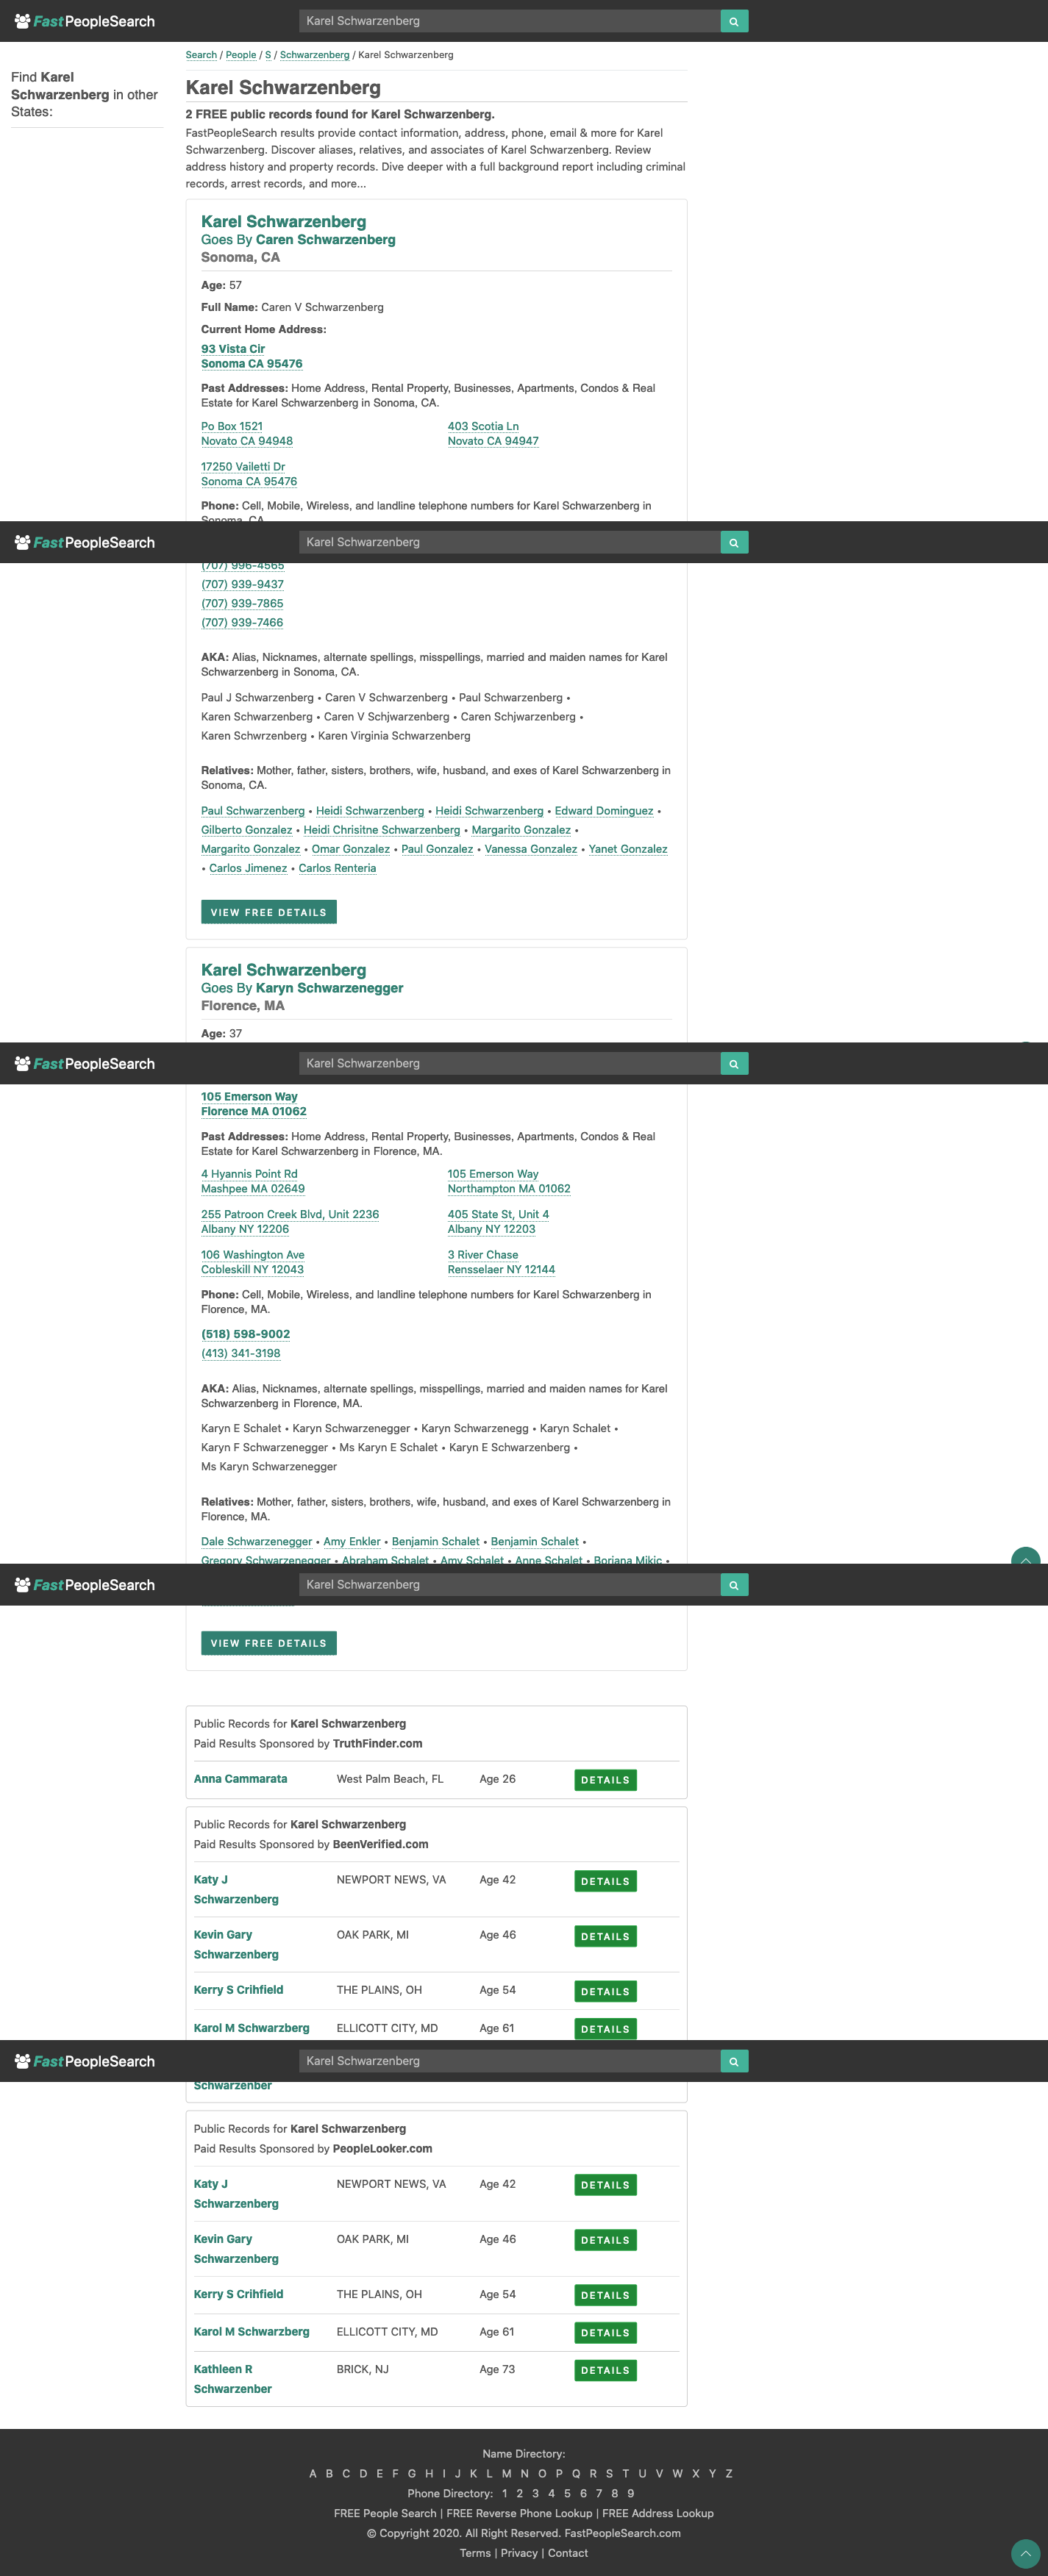 FastPeopleSearch
Karel Schwarzenberg
Search / People / S / Schwarzenberg / Karel Schwarzenberg
Find Karel
Schwarzenberg in other
States:
Karel Schwarzenberg
2 FREE public records found for Karel Schwarzenberg.
FastPeopleSearch results provide contact information, address, phone, email & more for Karel
Schwarzenberg. Discover aliases, relatives, and associates of Karel Schwarzenberg. Review
address history and property records. Dive deeper with a full background report including criminal
records, arrest records, and more...
Karel Schwarzenberg
Goes By Caren Schwarzenberg
Sonoma, CA
Age: 57
Full Name: Caren V Schwarzenberg
Current Home Address:
93 Vista Cir
Sonoma CA 95476
Past Addresses: Home Address, Rental Property, Businesses, Apartments, Condos & Real
Estate for Karel Schwarzenberg in Sonoma, CA.
Po Box 1521
Novato CA 94948
403 Scotia Ln
Novato CA 94947
17250 Vailetti Dr
Sonoma CA 95476
Phone: Cell, Mobile, Wireless, and landline telephone numbers for Karel Schwarzenberg in
Sonoma, CA.
FastPeopleSearch
Karel Schwarzenberg
(707) 996-4565
(707) 939-9437
(707) 939-7865
(707) 939-7466
AKA: Alias, Nicknames, alternate spellings, misspellings, married and maiden names for Karel
Schwarzenberg in Sonoma, CA.
Paul J Schwarzenberg • Caren V Schwarzenberg • Paul Schwarzenberg •
Karen Schwarzenberg • Caren V Schjwarzenberg • Caren Schjwarzenberg •
Karen Schwrzenberg • Karen Virginia Schwarzenberg
Relatives: Mother, father, sisters, brothers, wife, husband, and exes of Karel Schwarzenberg in
Sonoma, CA.
Paul Schwarzenberg • Heidi Schwarzenberg • Heidi Schwarzenberg • Edward Dominguez •
Gilberto Gonzalez • Heidi Chrisitne Schwarzenberg • Margarito Gonzalez •
Margarito Gonzalez • Omar Gonzalez • Paul Gonzalez • Vanessa Gonzalez • Yanet Gonzalez
• Carlos Jimenez • Carlos Renteria
VIEW FREE DETAILS
Karel Schwarzenberg
Goes By Karyn Schwarzenegger
Florence, MA
Age: 37
FastPeopleSearch
Karel Schwarzenberg
105 Emerson Way
Florence MA 01062
Past Addresses: Home Address, Rental Property, Businesses, Apartments, Condos & Real
Estate for Karel Schwarzenberg in Florence, MA.
4 Hyannis Point Rd
Mashpee MA 02649
105 Emerson Way
Northampton MA 01062
255 Patroon Creek Blvd, Unit 2236
Albany NY 12206
405 State St, Unit 4
Albany NY 12203
106 Washington Ave
Cobleskill NY 12043
3 River Chase
Rensselaer NY 12144
Phone: Cell, Mobile, Wireless, and landline telephone numbers for Karel Schwarzenberg in
Florence, MA.
(518) 598-9002
(413) 341-3198
AKA: Alias, Nicknames, alternate spellings, misspellings, married and maiden names for Karel
Schwarzenberg in Florence, MA.
Karyn E Schalet • Karyn Schwarzenegger • Karyn Schwarzenegg • Karyn Schalet •
Karyn F Schwarzenegger • Ms Karyn E Schalet • Karyn E Schwarzenberg •
Ms Karyn Schwarzenegger
Relatives: Mother, father, sisters, brothers, wife, husband, and exes of Karel Schwarzenberg in
Florence, MA.
Dale Schwarzenegger • Amy Enkler • Benjamin Schalet • Benjamin Schalet •
Gregory Schwarzenegger • Abraham Schalet • Amy Schalet • Anne Schalet • Borjana Mikic •
FastPeopleSearch
Karel Schwarzenberg
VIEW FREE DETAILS
Public Records for Karel Schwarzenberg
Paid Results Sponsored by TruthFinder.com
Anna Cammarata West Palm Beach, FL Age 26 DETAILS
Public Records for Karel Schwarzenberg
Paid Results Sponsored by BeenVerified.com
Katy J NEWPORT NEWS, VA Age 42 DETAILS
Schwarzenberg
Kevin Gary OAK PARK, MI Age 46 DETAILS
Schwarzenberg
Kerry S Crihfield THE PLAINS, OH Age 54 DETAILS
Karol M Schwarzberg ELLICOTT CITY, MD Age 61 DETAILS
FastPeopleSearch
Karel Schwarzenberg
Schwarzenber
Public Records for Karel Schwarzenberg
Paid Results Sponsored by PeopleLooker.com
Katy J NEWPORT NEWS, VA Age 42 DETAILS
Schwarzenberg
Kevin Gary OAK PARK, MI Age 46 DETAILS
Schwarzenberg
Kerry S Crihfield THE PLAINS, OH Age 54 DETAILS
Karol M Schwarzberg ELLICOTT CITY, MD Age 61 DETAILS
Kathleen R BRICK, NJ Age 73 DETAILS
Schwarzenber
Name Directory:
A B C D E F G H I J K L M N O P Q R S T U V W X Y Z
Phone Directory: 1 2 3 4 5 6 7 8 9
FREE People Search | FREE Reverse Phone Lookup | FREE Address Lookup
© Copyright 2020. All Right Reserved. FastPeopleSearch.com
Terms | Privacy | Contact